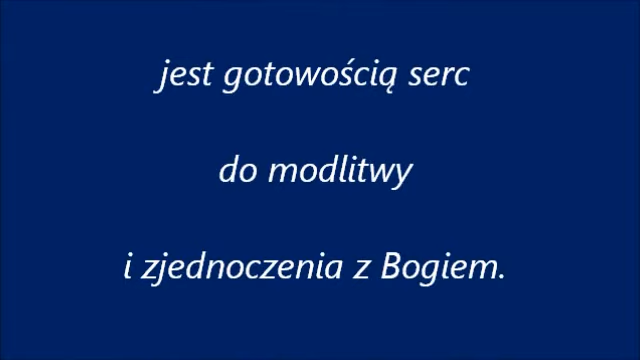 jest gotowością serc
do modlitwy
i zjednoczenia z Bogiem.